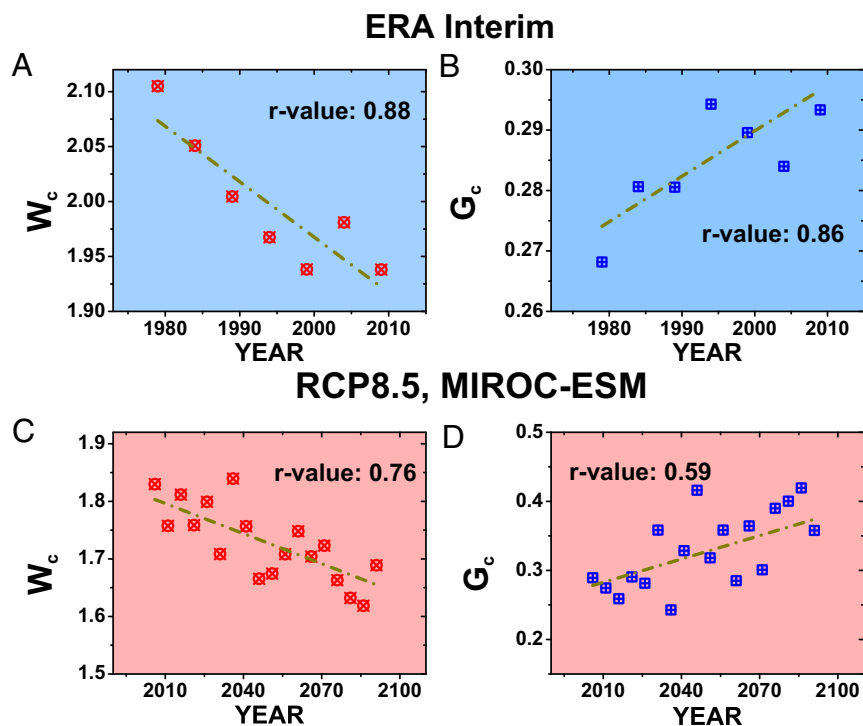 ERA Interim
A
B
r-value: 0.88
2.10
2.05
2.00
1.95
1.90
W_c
1980 1990 2000 2010
YEAR
r-value: 0.86
0.30
0.29
0.28
0.27
0.26
G_c
1980 1990 2000 2010
YEAR
RCP8.5, MIROC-ESM
C
D
r-value: 0.76
1.9
1.8
1.7
1.6
1.5
W_c
2010 2040 2070 2100
YEAR
r-value: 0.59
0.5
0.4
0.3
0.2
G_c
2010 2040 2070 2100
YEAR